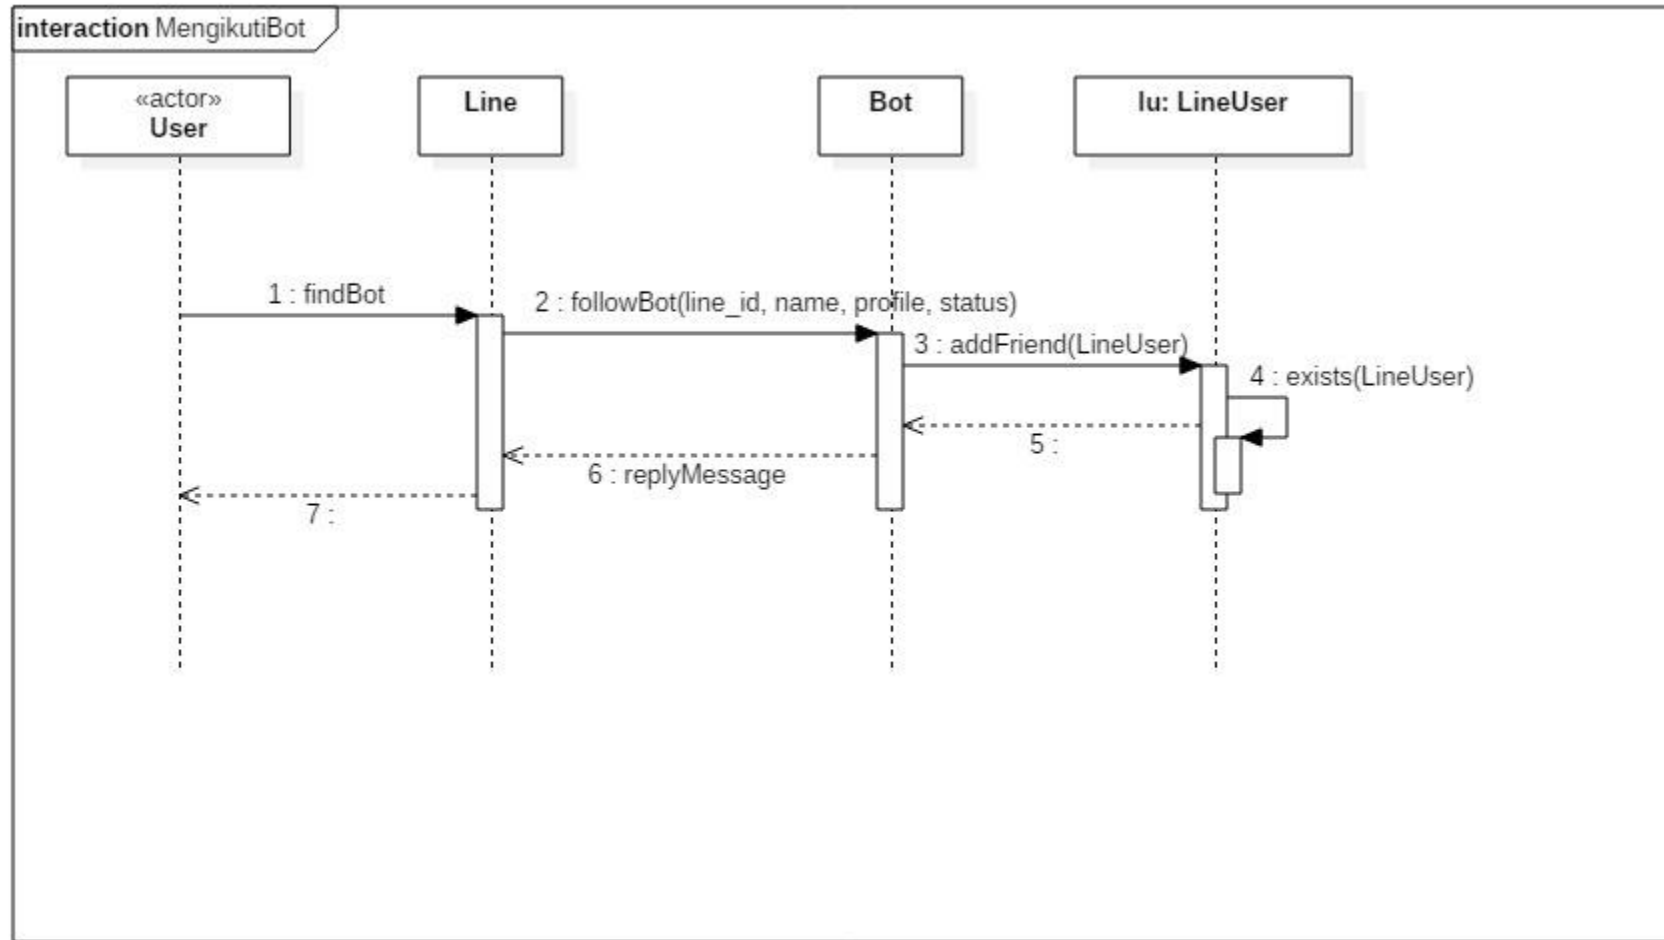 interaction MengikutiBot
«actor»
User
Line
Bot
lu: LineUser
1 : findBot
2 : followBot(line_id, name, profile, status)
3 : addFriend(LineUser)
4 : exists(LineUser)
5 :
6 : replyMessage
7 :